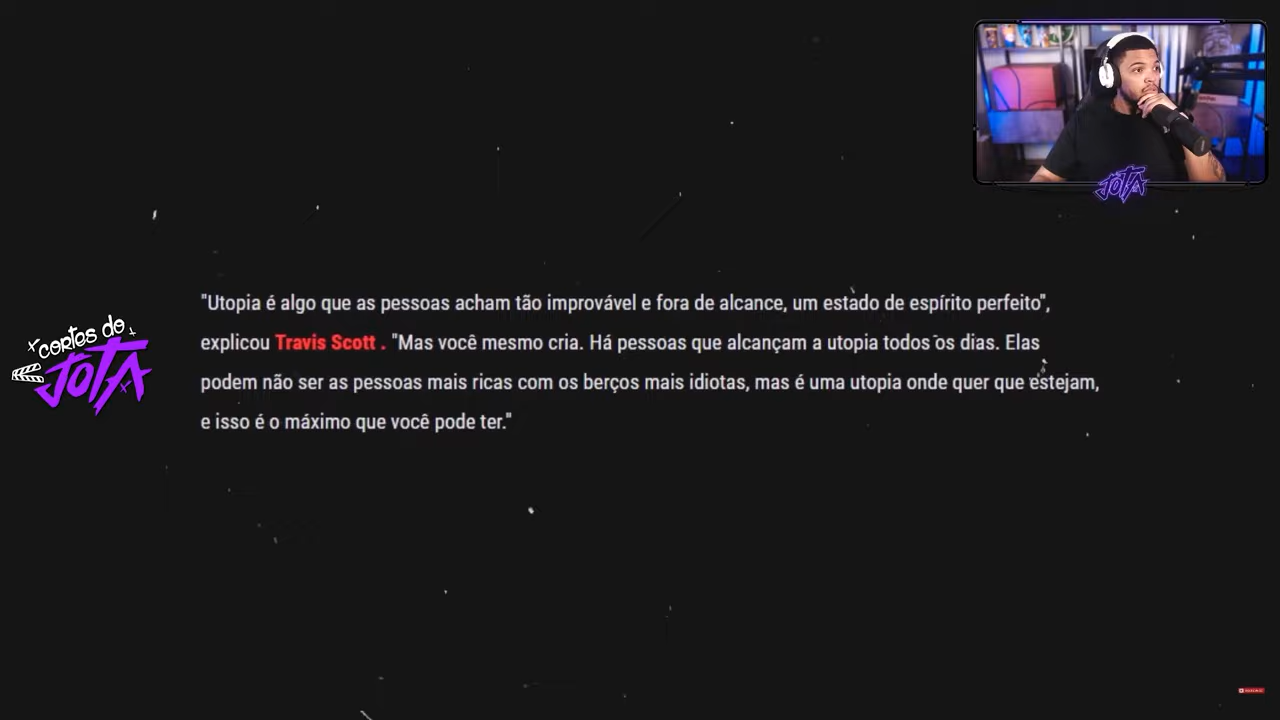 JOTA
"Utopia é algo que as pessoas acham tão improvável e fora de alcance, um estado de espírito perfeito",
explicou Travis Scott . "Mas você mesmo cria. Há pessoas que alcançam a utopia todos os dias. Elas
podem não ser as pessoas mais ricas com os berços mais idiotas, mas é uma utopia onde quer que estejam,
e isso é o máximo que você pode ter."
cortes do
JOTA